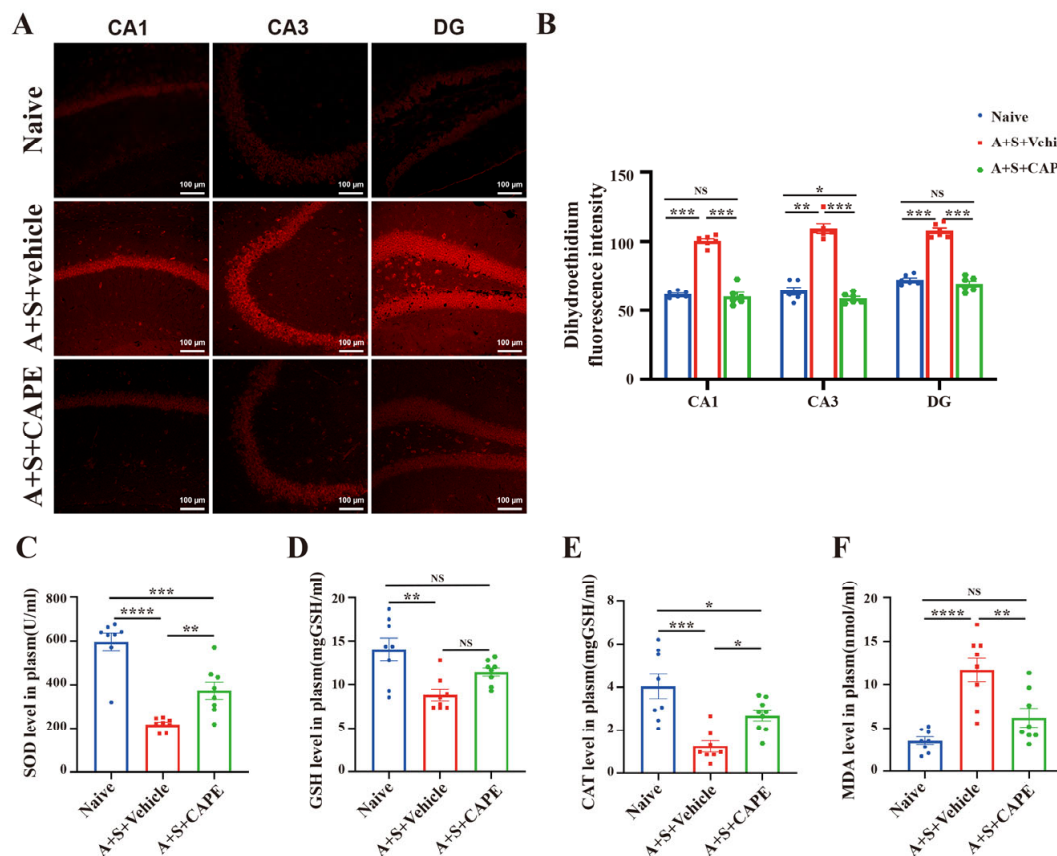 A
CA1 CA3 DG
Naive
100 µm 100 µm 100 µm
A+S+vehicle
100 µm 100 µm 100 µm
A+S+CAPE
100 µm 100 µm 100 µm
B
Naive
A+S+Vehi
A+S+CAP
Dihydroethidium
fluorescence intensity
150
100
50
0
NS * NS
*** *** ** *** *** ***
CA1 CA3 DG
C
SOD level in plasm(U/ml)
800
600
400
200
0
***
****
**
Naive
A+S+Vehicle
A+S+CAPE
D
GSH level in plasm(mgGSH/ml)
20
15
10
5
0
NS
**
NS
Naive
A+S+Vehicle
A+S+CAPE
E
CAT level in plasm(mgGSH/ml)
8
6
4
2
0
*
***
*
Naive
A+S+Vehicle
A+S+CAPE
F
MDA level in plasm(nmol/ml)
20
15
10
5
0
NS
****
**
Naive
A+S+Vehicle
A+S+CAPE